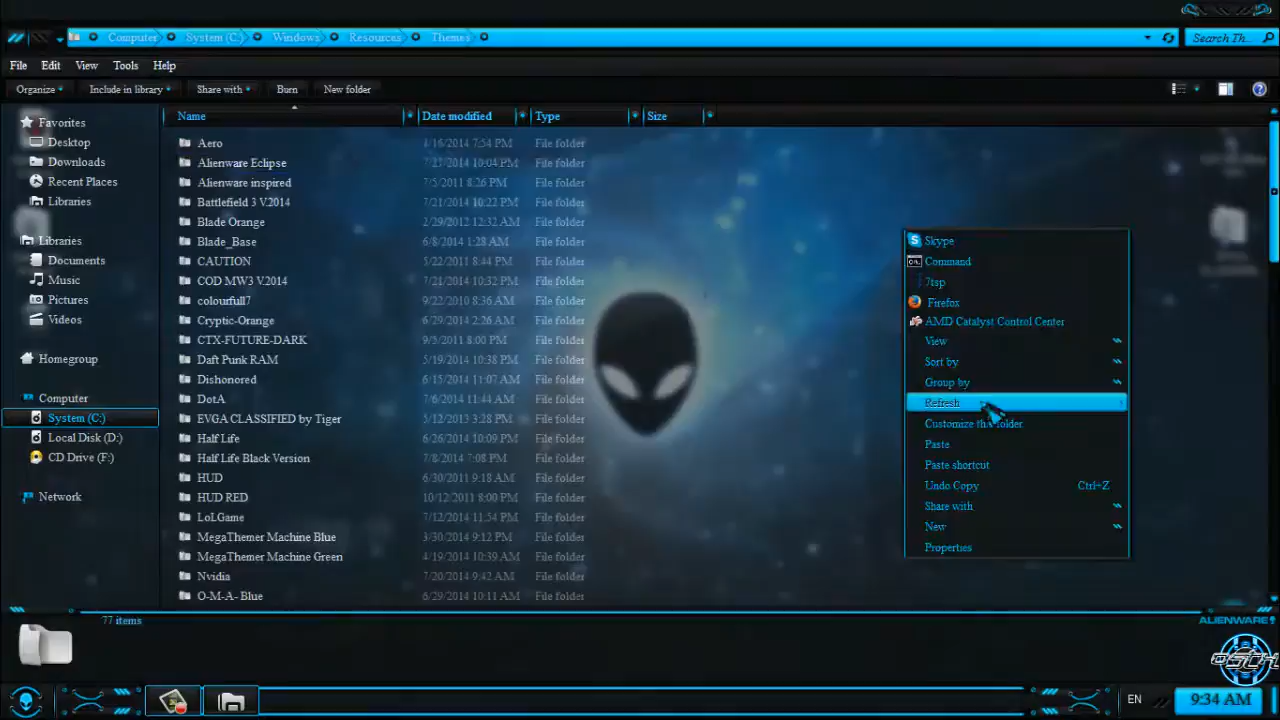 Computer System (C:) Windows Resources Themes Search Th...
File Edit View Tools Help
Organize Include in library Share with Burn New folder
Name Date modified Type Size
Favorites
Desktop
Downloads
Recent Places
Libraries
Libraries
Documents
Music
Pictures
Videos
Homegroup
Computer
System (C:)
Local Disk (D:)
CD Drive (F:)
Network
Aero 4/16/2014 7:54 PM File folder
Alienware Eclipse 7/21/2014 10:04 PM File folder
Alienware inspired 7/5/2011 8:26 PM File folder
Battlefield 3 V.2014 7/21/2014 10:22 PM File folder
Blade Orange 2/29/2012 12:32 AM File folder
Blade_Base 6/8/2014 1:28 AM File folder
CAUTION 5/22/2011 8:44 PM File folder
COD MW3 V.2014 7/21/2014 10:32 PM File folder
colourfull7 9/22/2010 8:36 AM File folder
Cryptic-Orange 6/29/2014 2:26 AM File folder
CTX-FUTURE-DARK 9/5/2011 8:00 PM File folder
Daft Punk RAM 5/19/2014 10:38 PM File folder
Dishonored 6/15/2014 11:07 AM File folder
DotA 7/6/2014 11:44 AM File folder
EVGA CLASSIFIED by Tiger 5/12/2013 3:28 PM File folder
Half Life 6/26/2014 10:09 PM File folder
Half Life Black Version 7/8/2014 7:08 PM File folder
HUD 6/30/2011 9:18 AM File folder
HUD RED 10/12/2011 8:00 PM File folder
LoLGame 7/12/2014 11:54 PM File folder
MegaThemer Machine Blue 3/30/2014 9:12 PM File folder
MegaThemer Machine Green 4/19/2014 10:39 AM File folder
Nvidia 7/20/2014 9:42 AM File folder
O-M-A- Blue 6/29/2014 10:11 AM File folder
Skype
Command
7tsp
Firefox
AMD Catalyst Control Center
View
Sort by
Group by
Refresh
Customize folder
Paste
Paste shortcut
Undo Copy Ctrl+Z
Share with
New
Properties
77 items
ALIENWARE
EN 9:34 AM